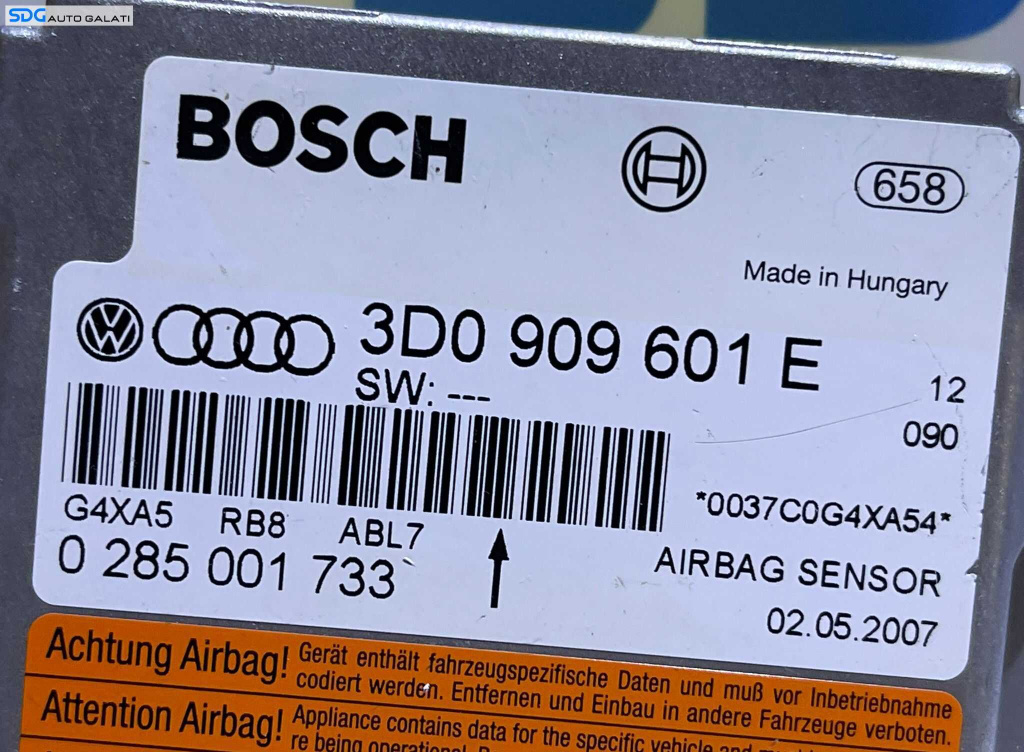 SDG AUTO GALATI
BOSCH
658
Made in Hungary
3D0 909 601 E
SW: ---
12
090
G4XA5 RB8 ABL7
*0037C0G4XA54*
0 285 001 733
AIRBAG SENSOR
02.05.2007
Achtung Airbag! Gerät enthält fahrzeugspezifische Daten und muß vor Inbetriebnahme
codiert werden. Entfernen und Einbau in andere Fahrzeuge verboten.
Attention Airbag! Appliance contains data for the specific vehicle and
re being operational.